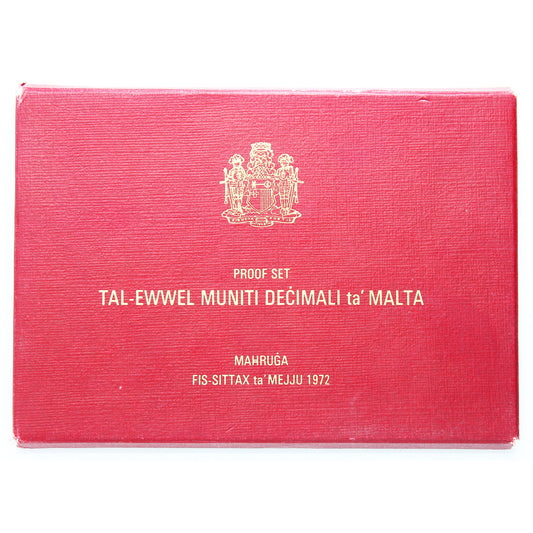 PROOF SET
TAL-EWWEL MUNITI DEĊIMALI ta' MALTA
MAĦRUĠA
FIS-SITTAX ta' MEJJU 1972